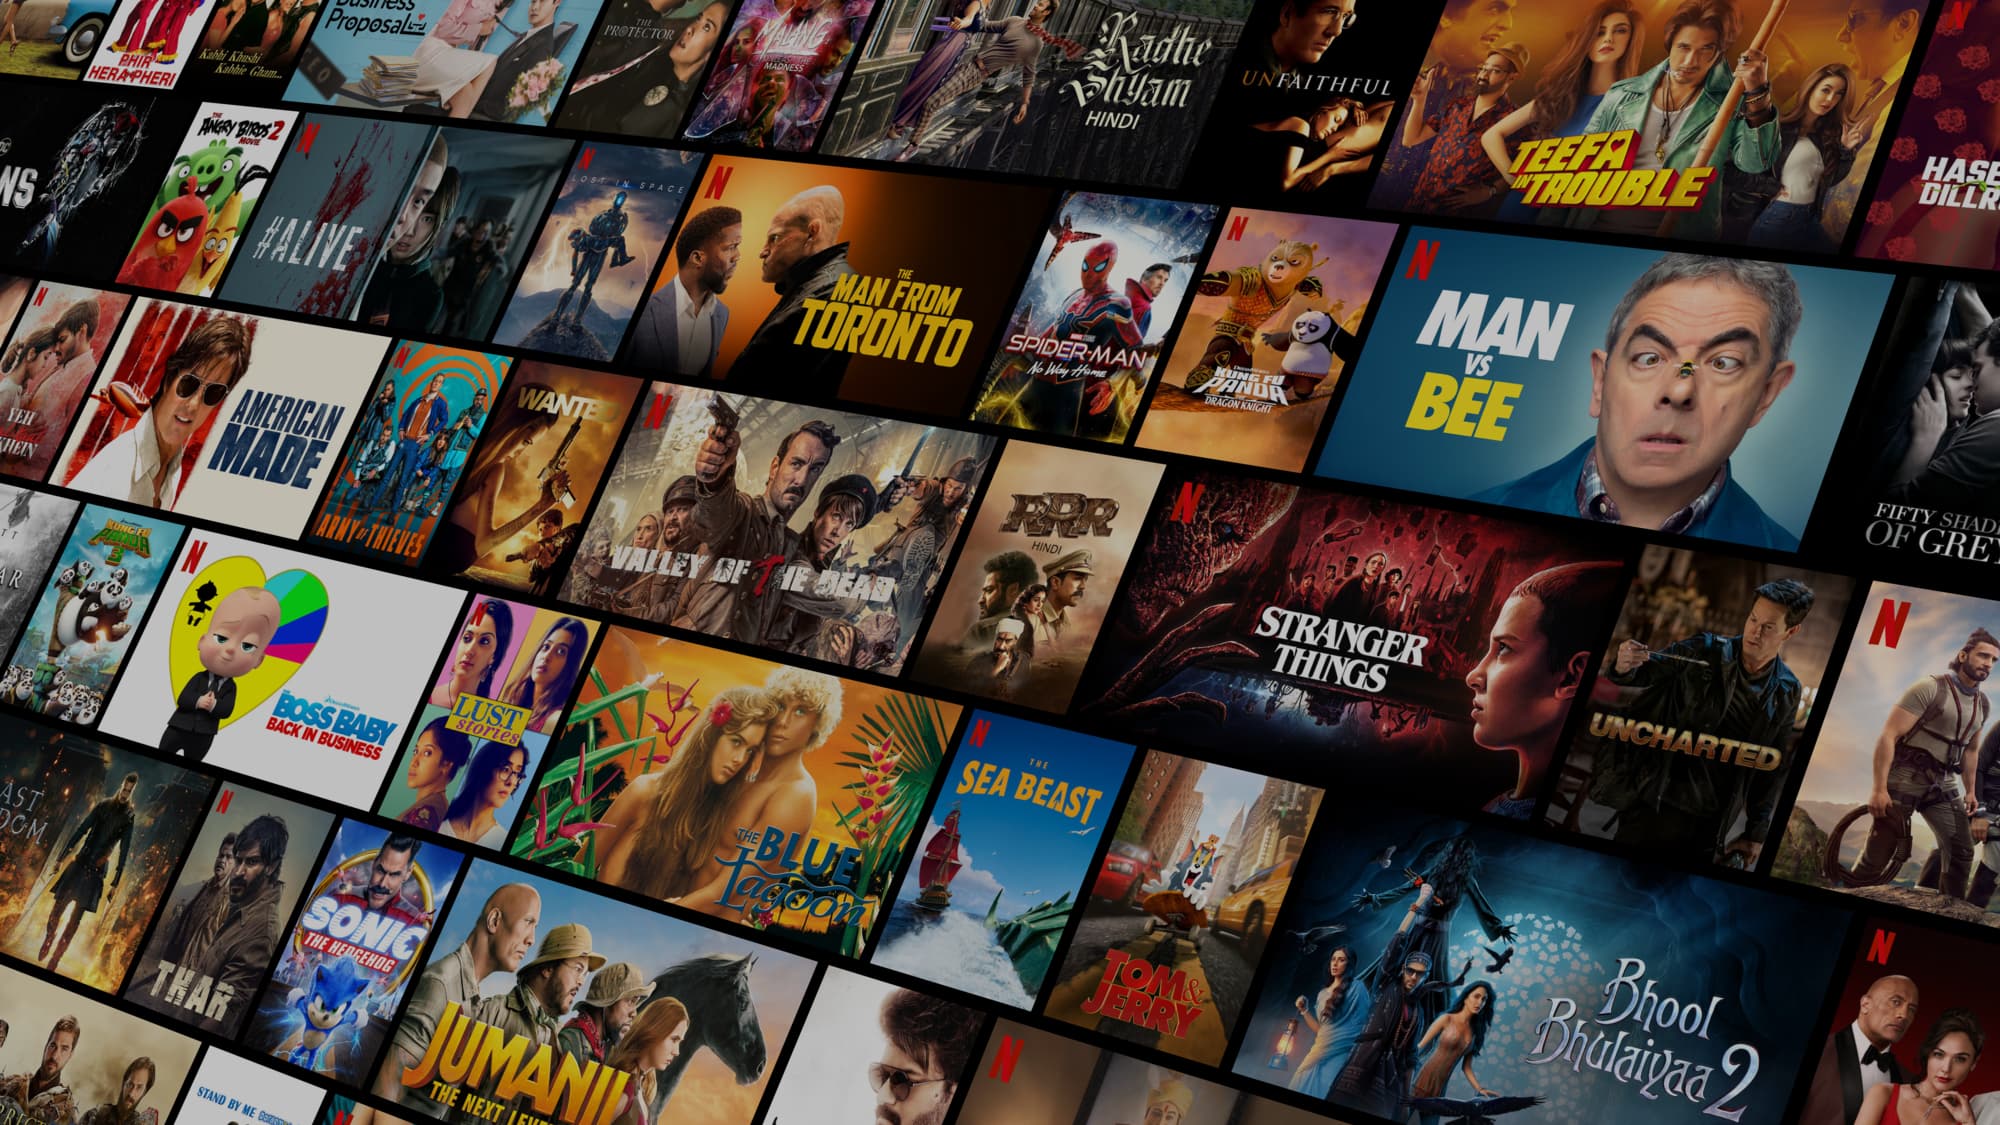 Business
Proposal
PHIR
HERA PHERI
Kabhi Khushi
Kabhie Gham...
THE
PROTECTOR
MALANG
MADNESS
Radhe
Shyam
HINDI
UNFAITHFUL
TEEFA
IN TROUBLE
THE
ANGRY BIRDS 2
MOVIE
#ALIVE
LOST IN SPACE
THE
MAN FROM
TORONTO
SPIDER-MAN
No Way Home
DREAMWORKS
KUNG FU
PANDA
DRAGON KNIGHT
MAN
VS
BEE
YEH
AMERICAN
MADE
ARMY OF THIEVES
WANTED
VALLEY OF THE DEAD
RRR
HINDI
STRANGER
THINGS
FIFTY SHAD
OF GREY
KUNG FU
PANDA
3
DREAMWORKS
THE
BOSS BABY
BACK IN BUSINESS
LUST
stories
THE
BLUE
Lagoon
THE
SEA BEAST
UNCHARTED
THAR
SONIC
THE HEDGEHOG
JUMANJI
THE NEXT LEVEL
TOM &
JERRY
Bhool
Bhulaiyaa 2
STAND BY ME